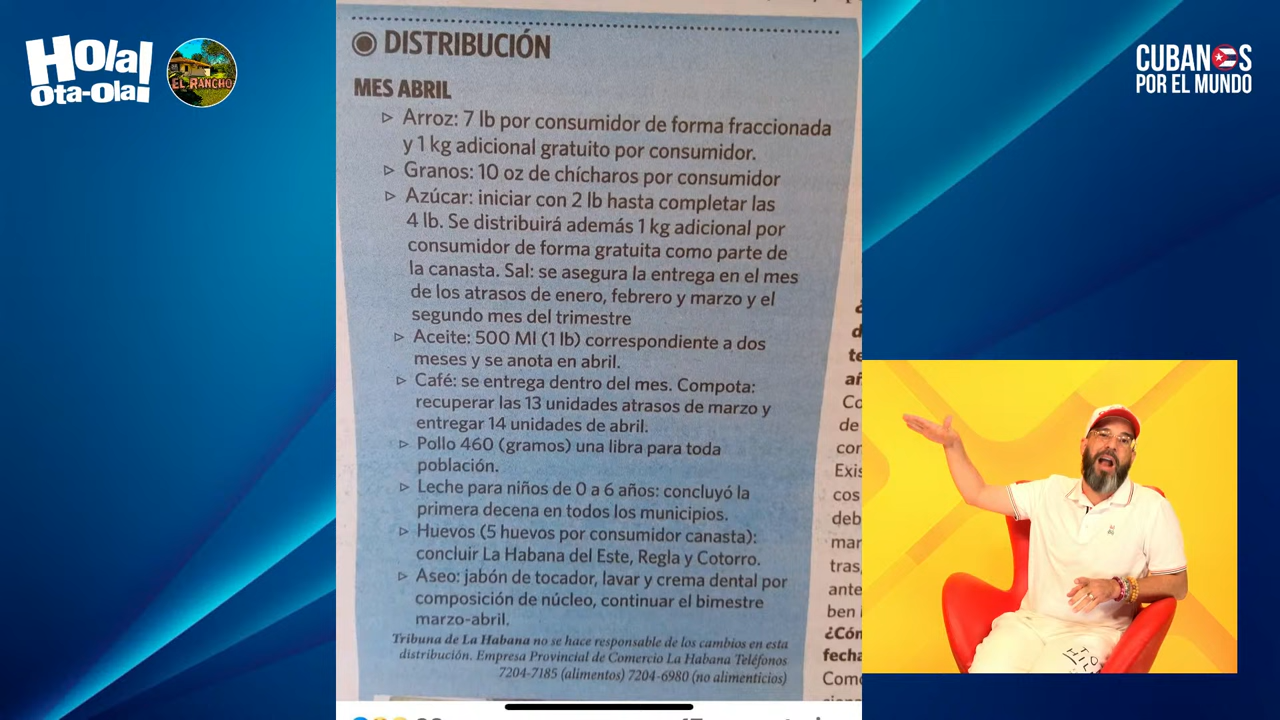 Hola!
Ota-Ola!
EL RANCHO
CUBANOS
POR EL MUNDO
DISTRIBUCIÓN
MES ABRIL
Arroz: 7 lb por consumidor de forma fraccionada
y 1 kg adicional gratuito por consumidor.
Granos: 10 oz de chícharos por consumidor
Azúcar: iniciar con 2 lb hasta completar las
4 lb. Se distribuirá además 1 kg adicional por
consumidor de forma gratuita como parte de
la canasta. Sal: se asegura la entrega en el mes
de los atrasos de enero, febrero y marzo y el
segundo mes del trimestre
Aceite: 500 Ml (1 lb) correspondiente a dos
meses y se anota en abril.
Café: se entrega dentro del mes. Compota:
recuperar las 13 unidades atrasos de marzo y
entregar 14 unidades de abril.
Pollo 460 (gramos) una libra para toda
población.
Leche para niños de 0 a 6 años: concluyó la
primera decena en todos los municipios.
Huevos (5 huevos por consumidor canasta):
concluir La Habana del Este, Regla y Cotorro.
Aseo: jabón de tocador, lavar y crema dental por
composición de núcleo, continuar el bimestre
marzo-abril.
Tribuna de La Habana no se hace responsable de los cambios en esta
distribución. Empresa Provincial de Comercio La Habana Teléfonos
7204-7185 (alimentos) 7204-6980 (no alimenticios)